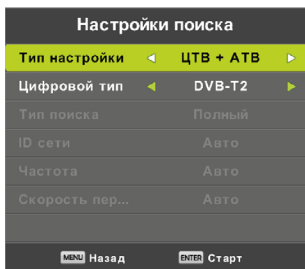 Настройки поиска
Тип настройки ЦТВ + АТВ
Цифровой тип DVB-T2
Тип поиска Полный
ID сети Авто
Частота Авто
Скорость пер... Авто
MENU Назад ENTER Старт